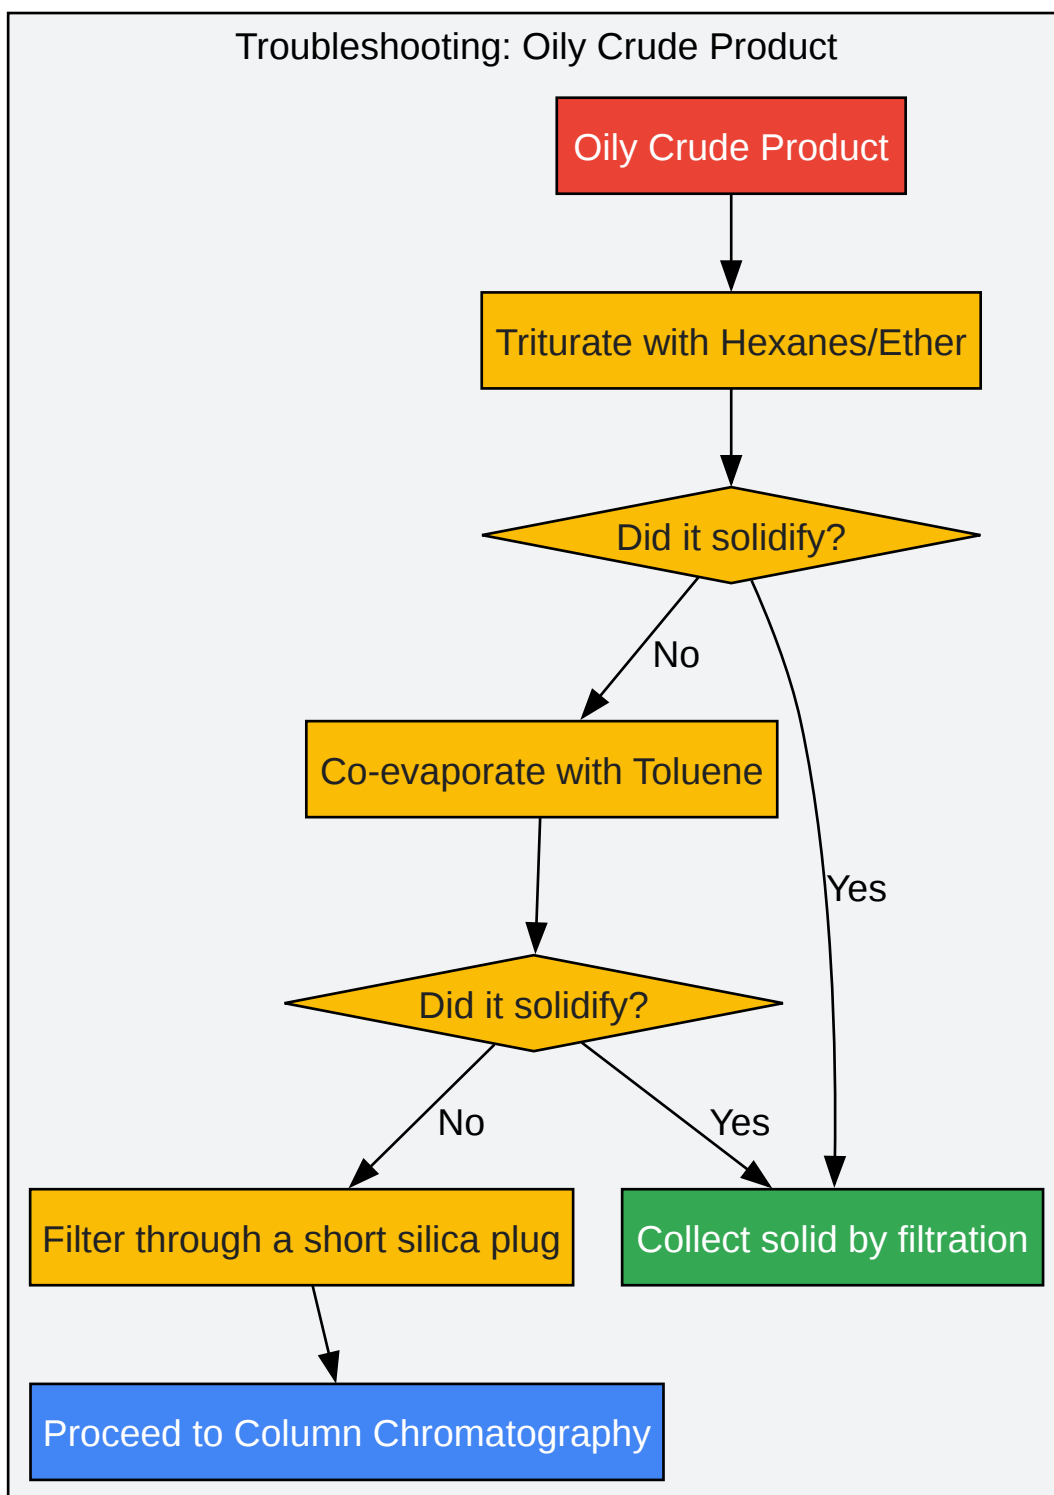 Troubleshooting: Oily Crude Product
Oily Crude Product
Triturate with Hexanes/Ether
Did it solidify?
No
Co-evaporate with Toluene
Yes
Did it solidify?
No
Yes
Filter through a short silica plug
Collect solid by filtration
Proceed to Column Chromatography